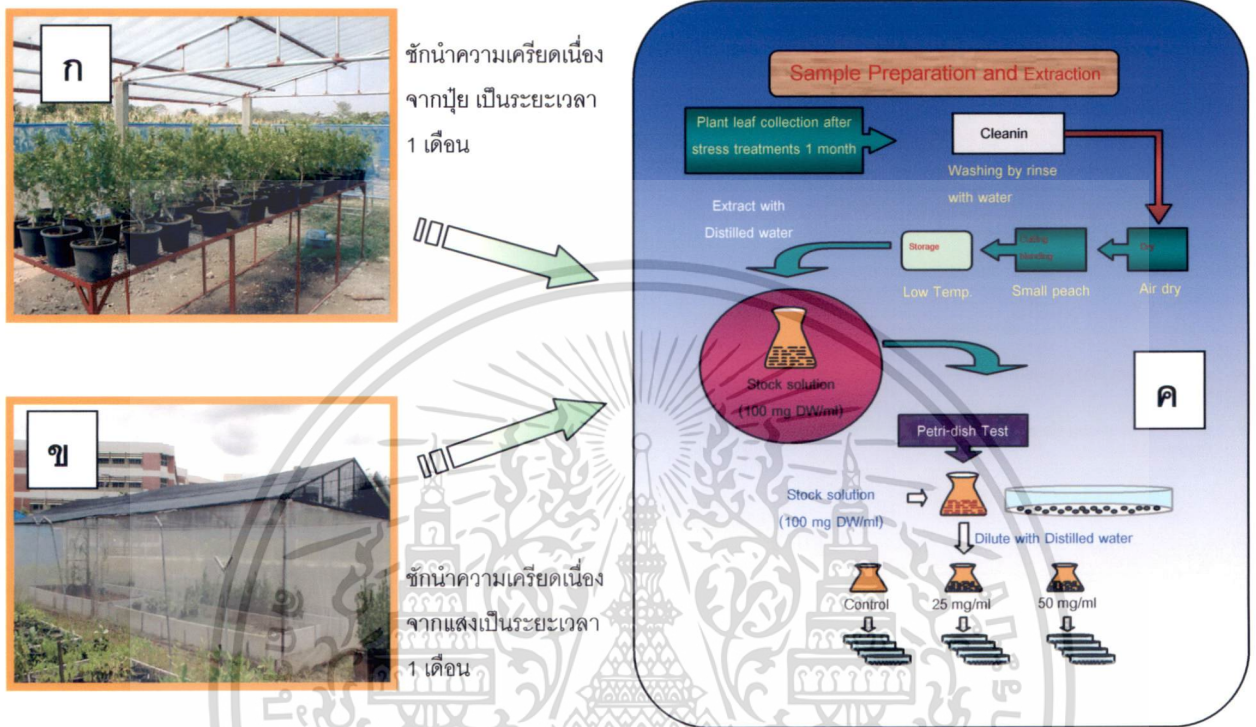 ก
ชักนำความเครียดเนื่อง
จากปุ๋ย เป็นระยะเวลา
1 เดือน
ข
ชักนำความเครียดเนื่อง
จากแสงเป็นระยะเวลา
1 เดือน
Sample Preparation and Extraction
Plant leaf collection after
stress treatments 1 month
Cleanin
Washing by rinse
with water
Extract with
Distilled water
Storage
Dry
Low Temp.
Small peach
Air dry
Stock solution
(100 mg DW/ml)
ค
Petri-dish Test
Stock solution
(100 mg DW/ml)
Dilute with Distilled water
Control
25 mg/ml
50 mg/ml